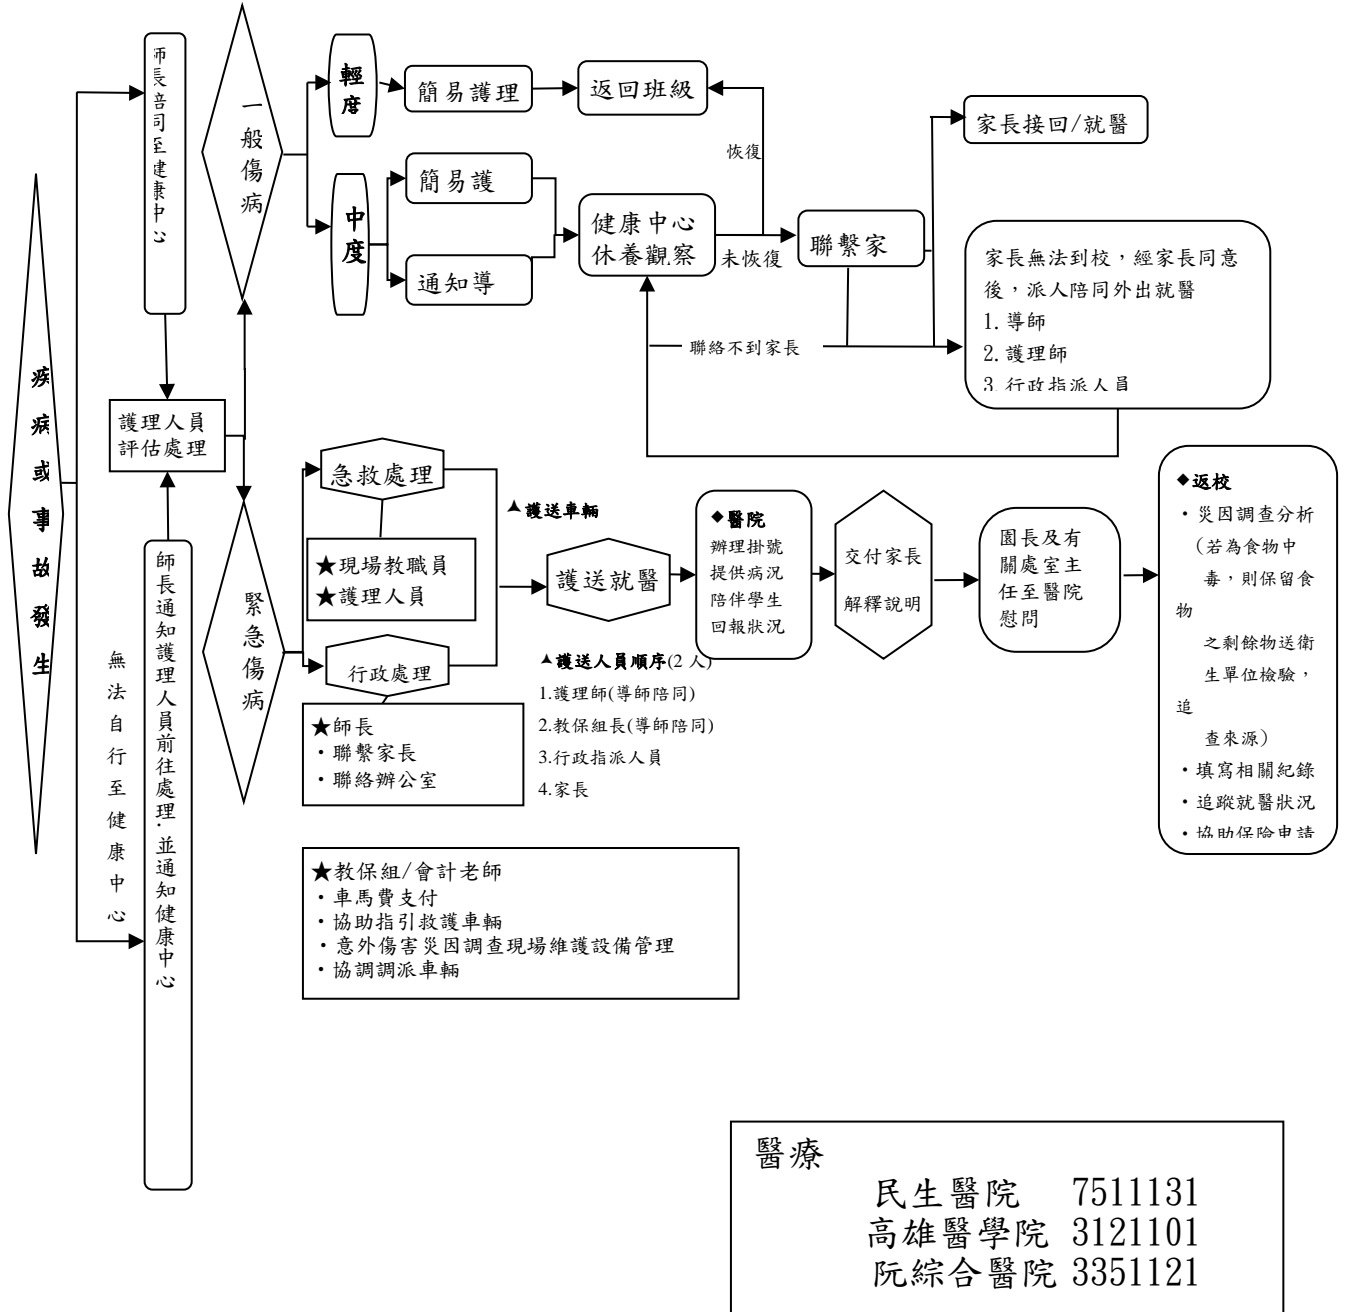 疾病或事故發生
師長陪同至健康中心
護理人員
評估處理
無法自行至健康中心
師長通知護理人員前往處理.並通知健康中心
一般傷病
輕度
簡易護理
返回班級
中度
簡易護
通知導
健康中心
休養觀察
恢復
未恢復
聯繫家
家長接回/就醫
家長無法到校，經家長同意
後，派人陪同外出就醫
1. 導師
2. 護理師
3. 行政指派人員
聯絡不到家長
緊急傷病
急救處理
★現場教職員
★護理人員
行政處理
★師長
・聯繫家長
・聯絡辦公室
▲護送車輛
護送就醫
▲護送人員順序(2 人)
1.護理師(導師陪同)
2.教保組長(導師陪同)
3.行政指派人員
4.家長
◆醫院
辦理掛號
提供病況
陪伴學生
回報狀況
交付家長
解釋說明
園長及有
關處室主
任至醫院
慰問
◆返校
・災因調查分析
（若為食物中
毒，則保留食
物
之剩餘物送衛
生單位檢驗，
追
查來源）
・填寫相關紀錄
・追蹤就醫狀況
・協助保險申請
★教保組/會計老師
・車馬費支付
・協助指引救護車輛
・意外傷害災因調查現場維護設備管理
・協調調派車輛
醫療
民生醫院 7511131
高雄醫學院 3121101
阮綜合醫院 3351121